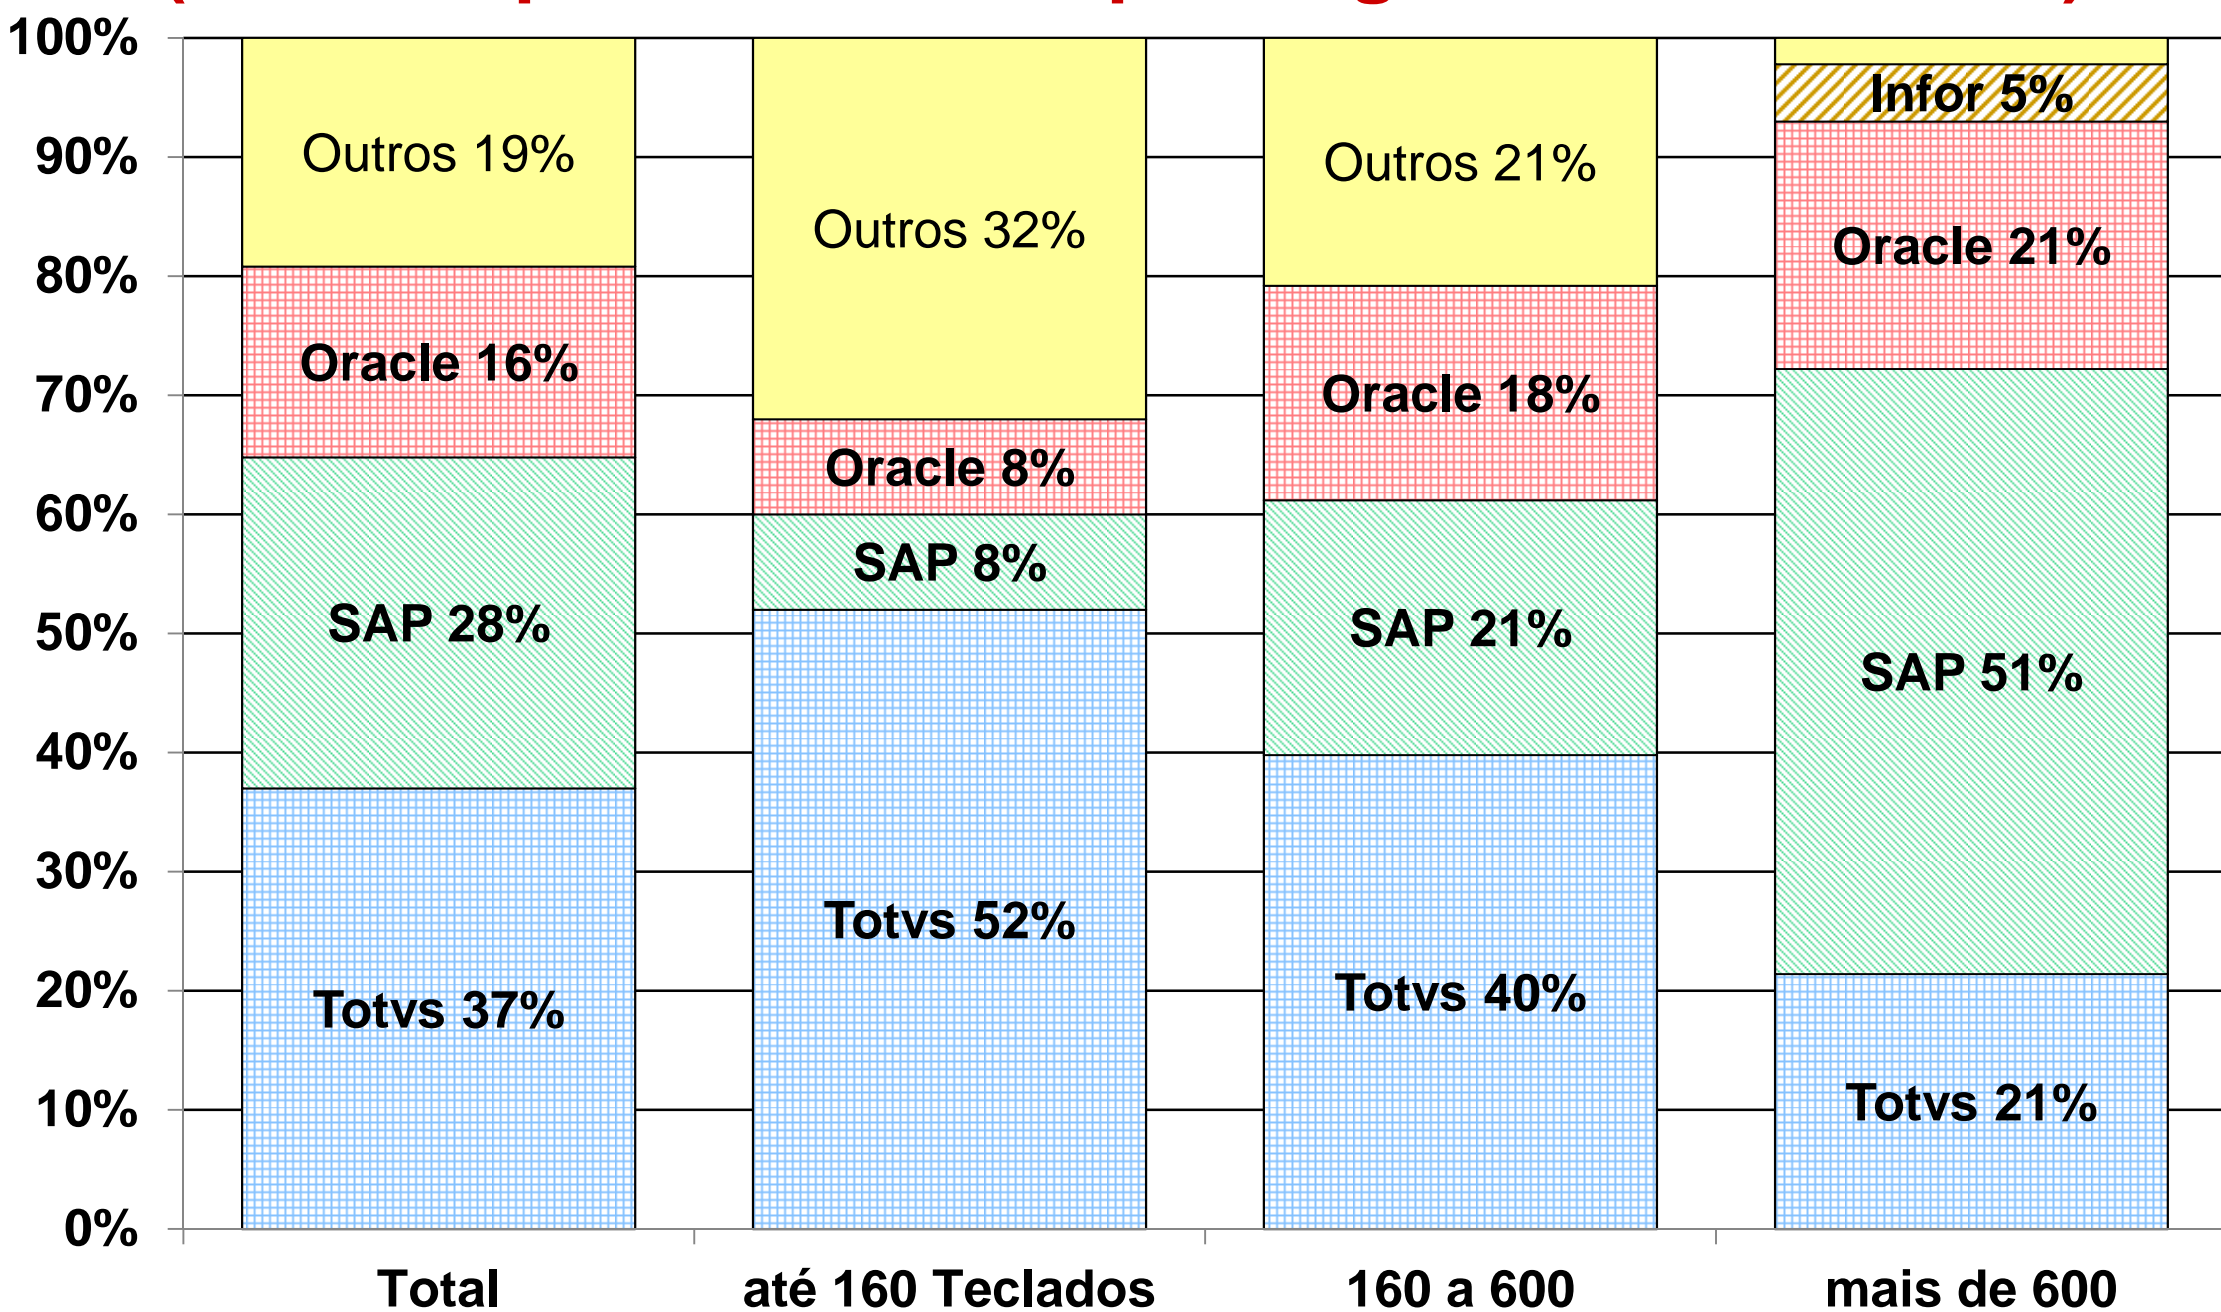 100%
90%
80%
70%
60%
50%
40%
30%
20%
10%
0%
Outros 19%
Oracle 16%
SAP 28%
Totvs 37%
Outros 32%
Oracle 8%
SAP 8%
Totvs 52%
Outros 21%
Oracle 18%
SAP 21%
Totvs 40%
Infor 5%
Oracle 21%
SAP 51%
Totvs 21%
Total
até 160 Teclados
160 a 600
mais de 600